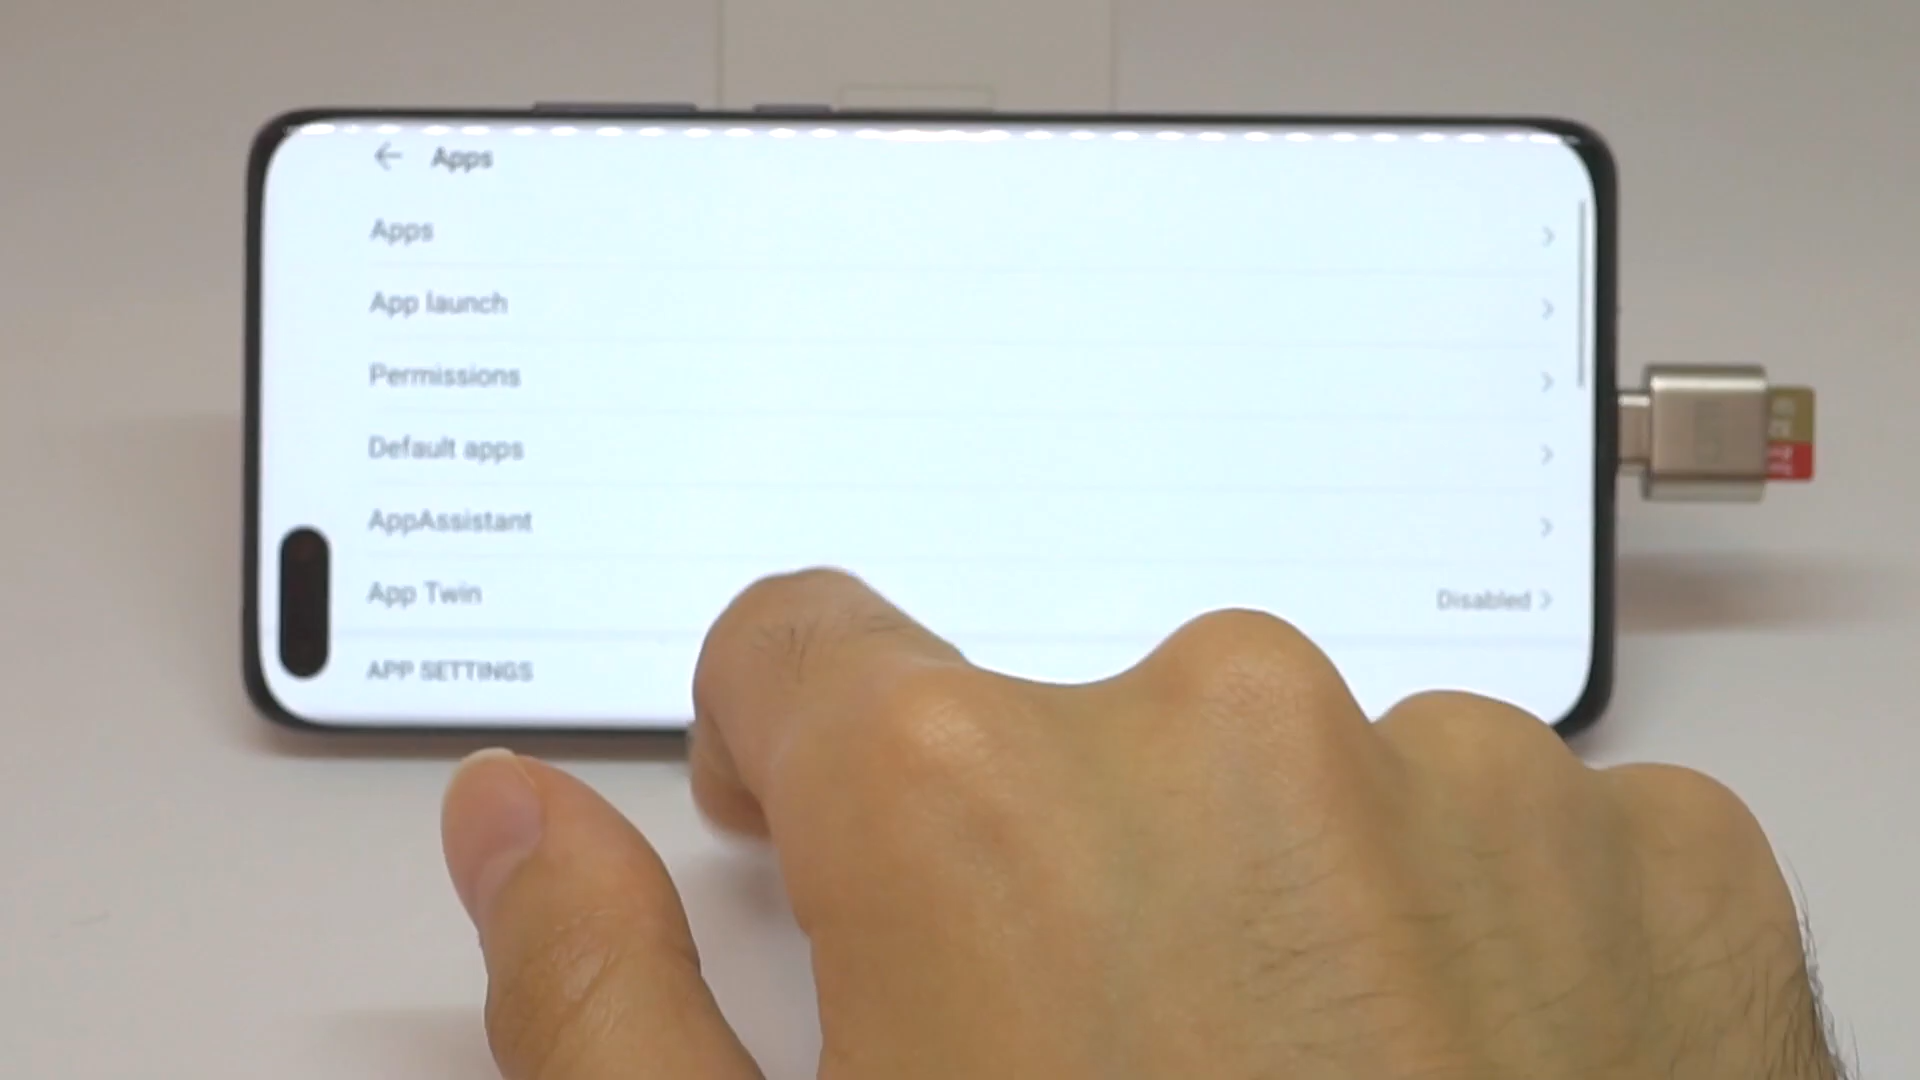 Apps
Apps
App launch
Permissions
Default apps
AppAssistant
App Twin
Disabled
APP SETTINGS